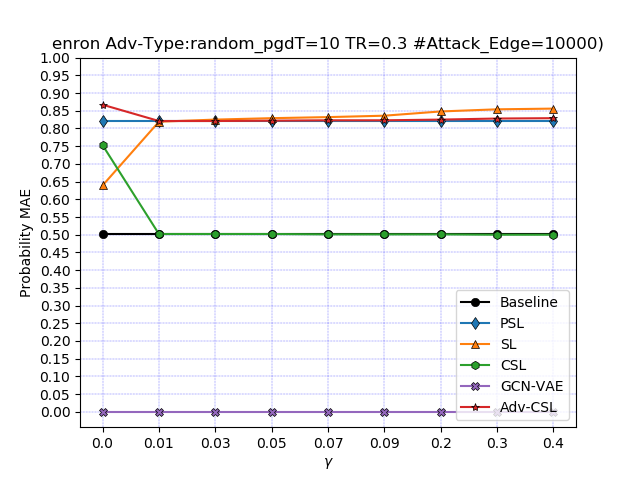 enron Adv-Type:random_pgdT=10 TR=0.3 #Attack_Edge=10000)
1.00
0.95
0.90
0.85
0.80
0.75
0.70
0.65
0.60
0.55
0.50
0.45
0.40
0.35
0.30
0.25
0.20
0.15
0.10
0.05
0.00
Probability MAE
Baseline
PSL
SL
CSL
GCN-VAE
Adv-CSL
0.0 0.01 0.03 0.05 0.07 0.09 0.2 0.3 0.4
γ